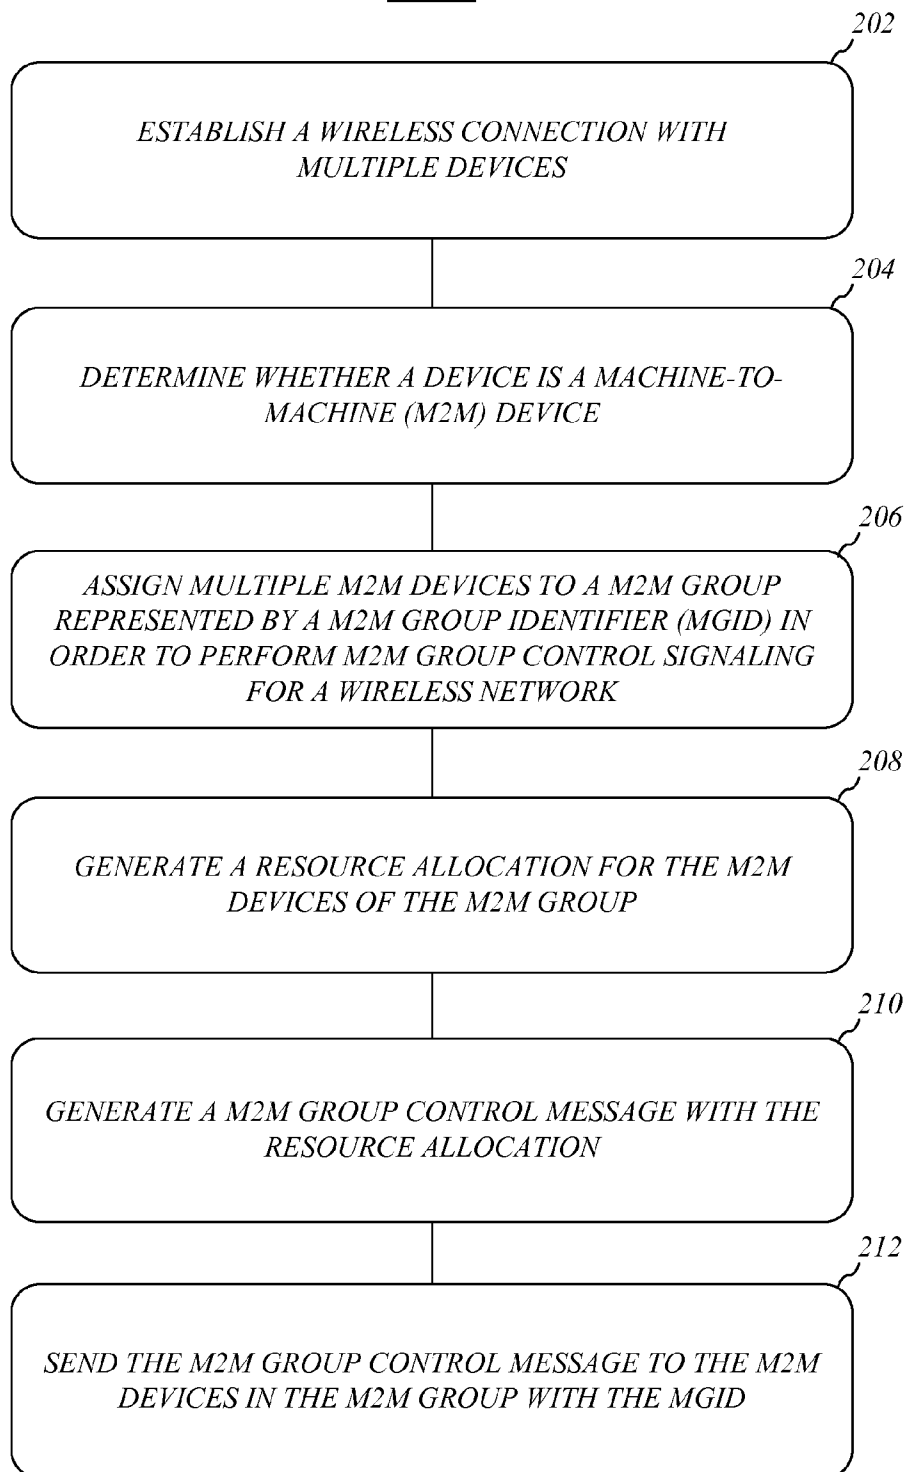 202
ESTABLISH A WIRELESS CONNECTION WITH
MULTIPLE DEVICES
204
DETERMINE WHETHER A DEVICE IS A MACHINE-TO-
MACHINE (M2M) DEVICE
206
ASSIGN MULTIPLE M2M DEVICES TO A M2M GROUP
REPRESENTED BY A M2M GROUP IDENTIFIER (MGID) IN
ORDER TO PERFORM M2M GROUP CONTROL SIGNALING
FOR A WIRELESS NETWORK
208
GENERATE A RESOURCE ALLOCATION FOR THE M2M
DEVICES OF THE M2M GROUP
210
GENERATE A M2M GROUP CONTROL MESSAGE WITH THE
RESOURCE ALLOCATION
212
SEND THE M2M GROUP CONTROL MESSAGE TO THE M2M
DEVICES IN THE M2M GROUP WITH THE MGID